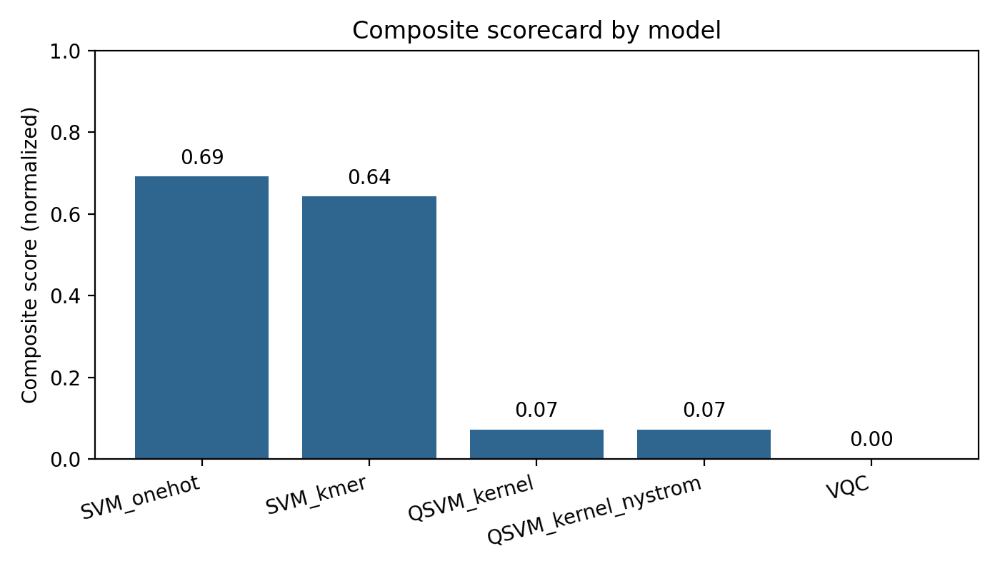 Composite scorecard by model
Composite score (normalized)
1.0
0.8
0.6
0.4
0.2
0.0
0.69
0.64
0.07
0.07
0.00
SVM_onehot
SVM_kmer
QSVM_kernel
QSVM_kernel_nystrom
VQC